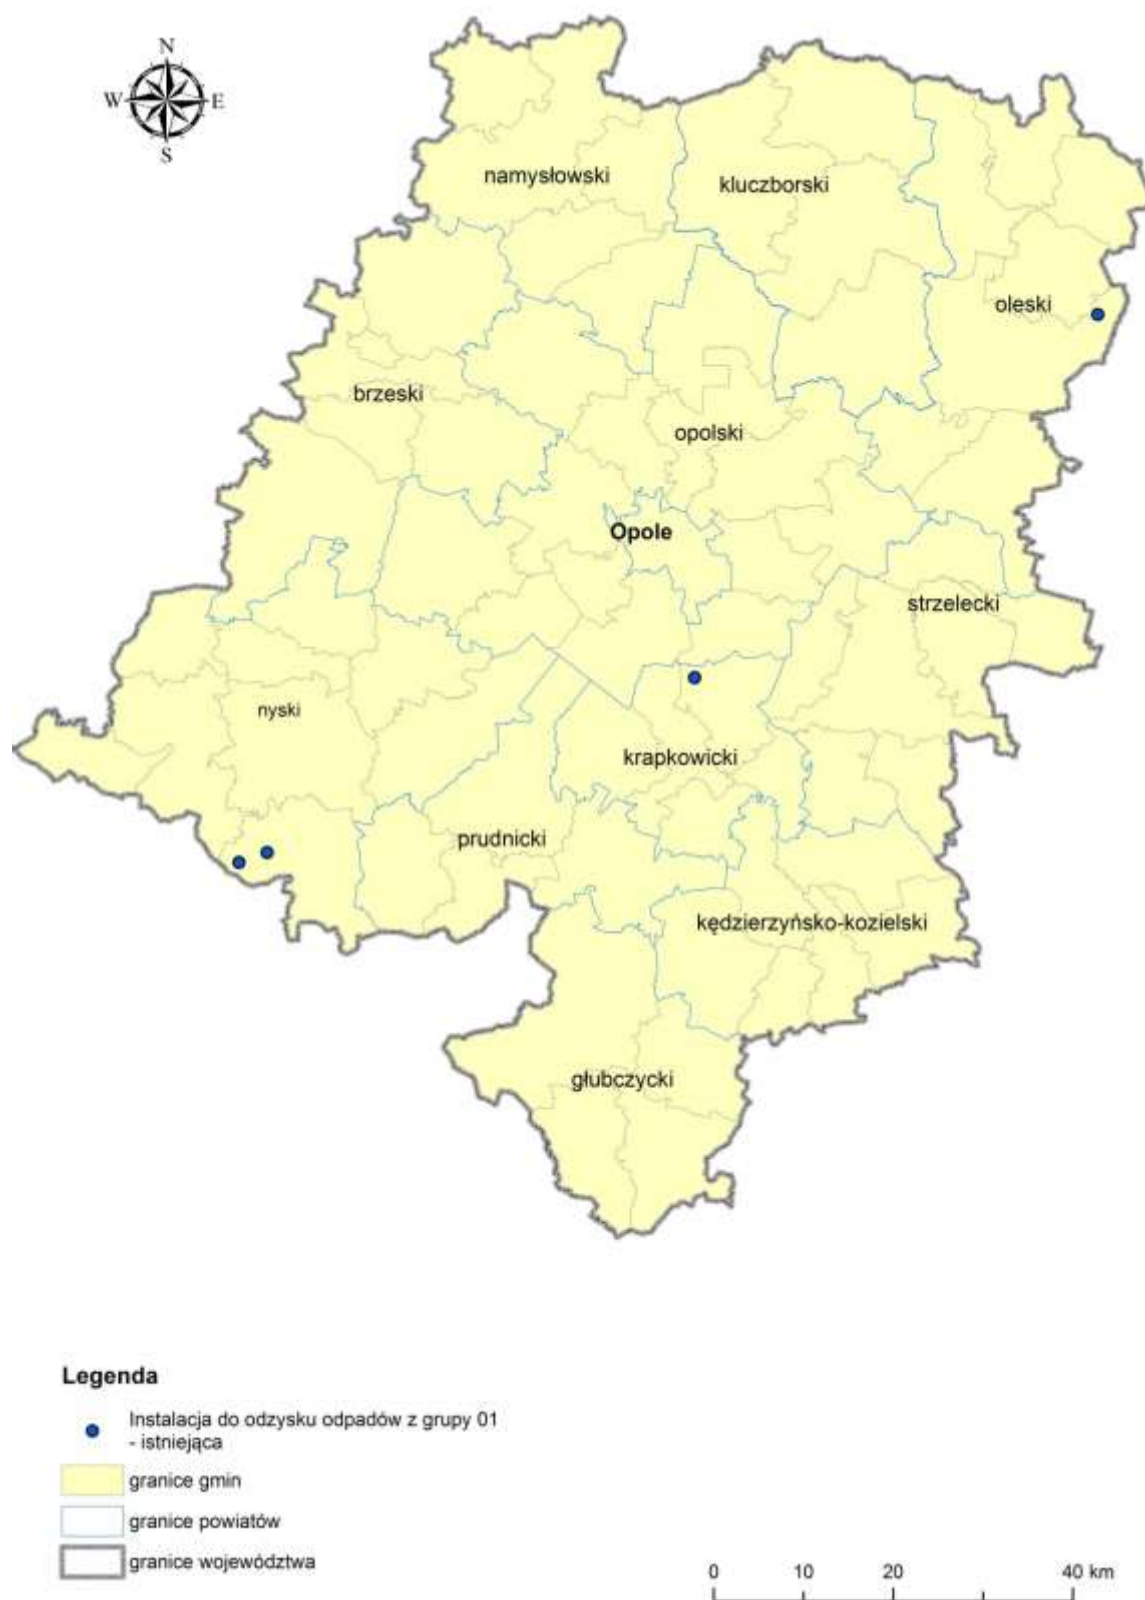 N
W E
S
namysłowski
kluczborski
oleski
brzeski
opolski
Opole
strzelecki
nyski
krapkowicki
prudnicki
kędzierzyńsko-kozielski
głubczycki
Legenda
Instalacja do odzysku odpadów z grupy 01
- istniejąca
granice gmin
granice powiatów
granice województwa
0 10 20 40 km